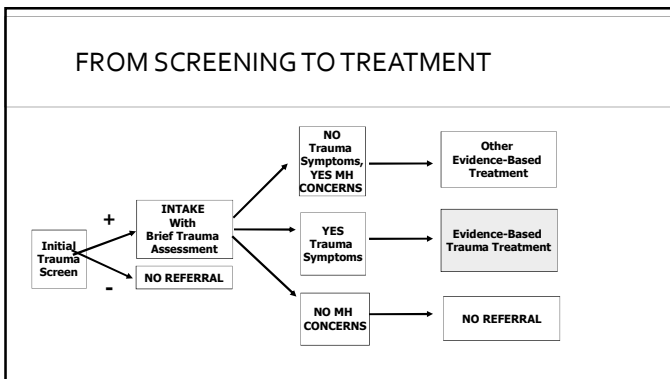 FROM SCREENING TO TREATMENT
Initial
Trauma
Screen
+
-
INTAKE
With
Brief Trauma
Assessment
NO REFERRAL
NO
Trauma
Symptoms,
YES MH
CONCERNS
Other
Evidence-Based
Treatment
YES
Trauma
Symptoms
Evidence-Based
Trauma Treatment
NO MH
CONCERNS
NO REFERRAL